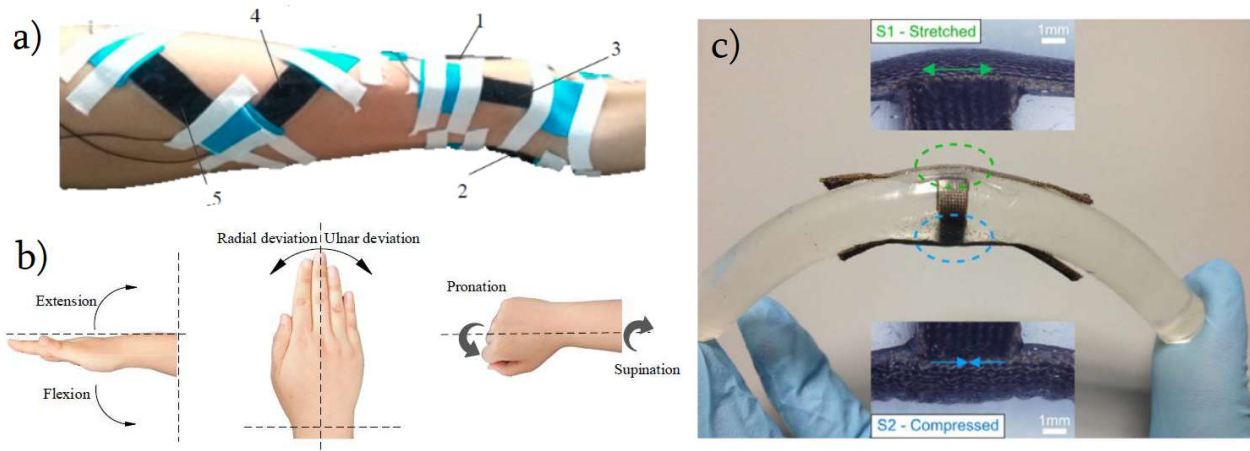 a)
4
1
3
5
2
b)
Radial deviation
Ulnar deviation
Extension
Flexion
Pronation
Supination
c)
S1 - Stretched
1mm
S2 - Compressed
1mm